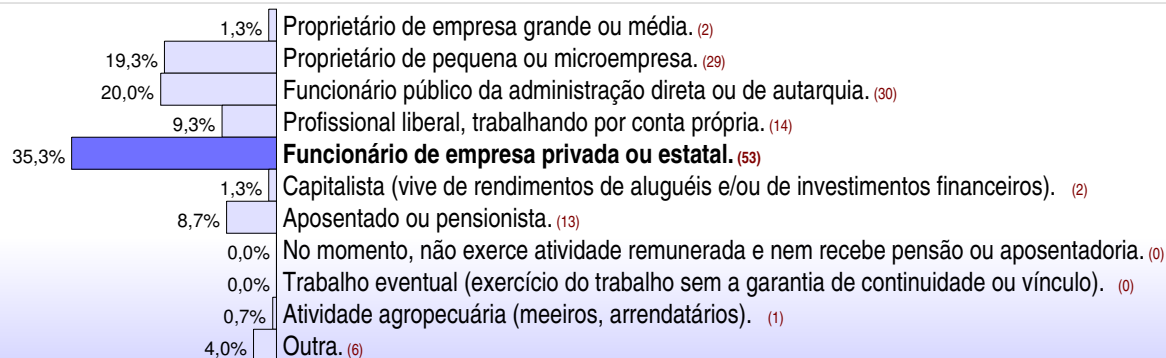 1,3% Proprietário de empresa grande ou média. (2)
19,3% Proprietário de pequena ou microempresa. (29)
20,0% Funcionário público da administração direta ou de autarquia. (30)
9,3% Profissional liberal, trabalhando por conta própria. (14)
35,3% Funcionário de empresa privada ou estatal. (53)
1,3% Capitalista (vive de rendimentos de aluguéis e/ou de investimentos financeiros). (2)
8,7% Aposentado ou pensionista. (13)
0,0% No momento, não exerce atividade remunerada e nem recebe pensão ou aposentadoria. (0)
0,0% Trabalho eventual (exercício do trabalho sem a garantia de continuidade ou vínculo). (0)
0,7% Atividade agropecuária (meeiros, arrendatários). (1)
4,0% Outra. (6)